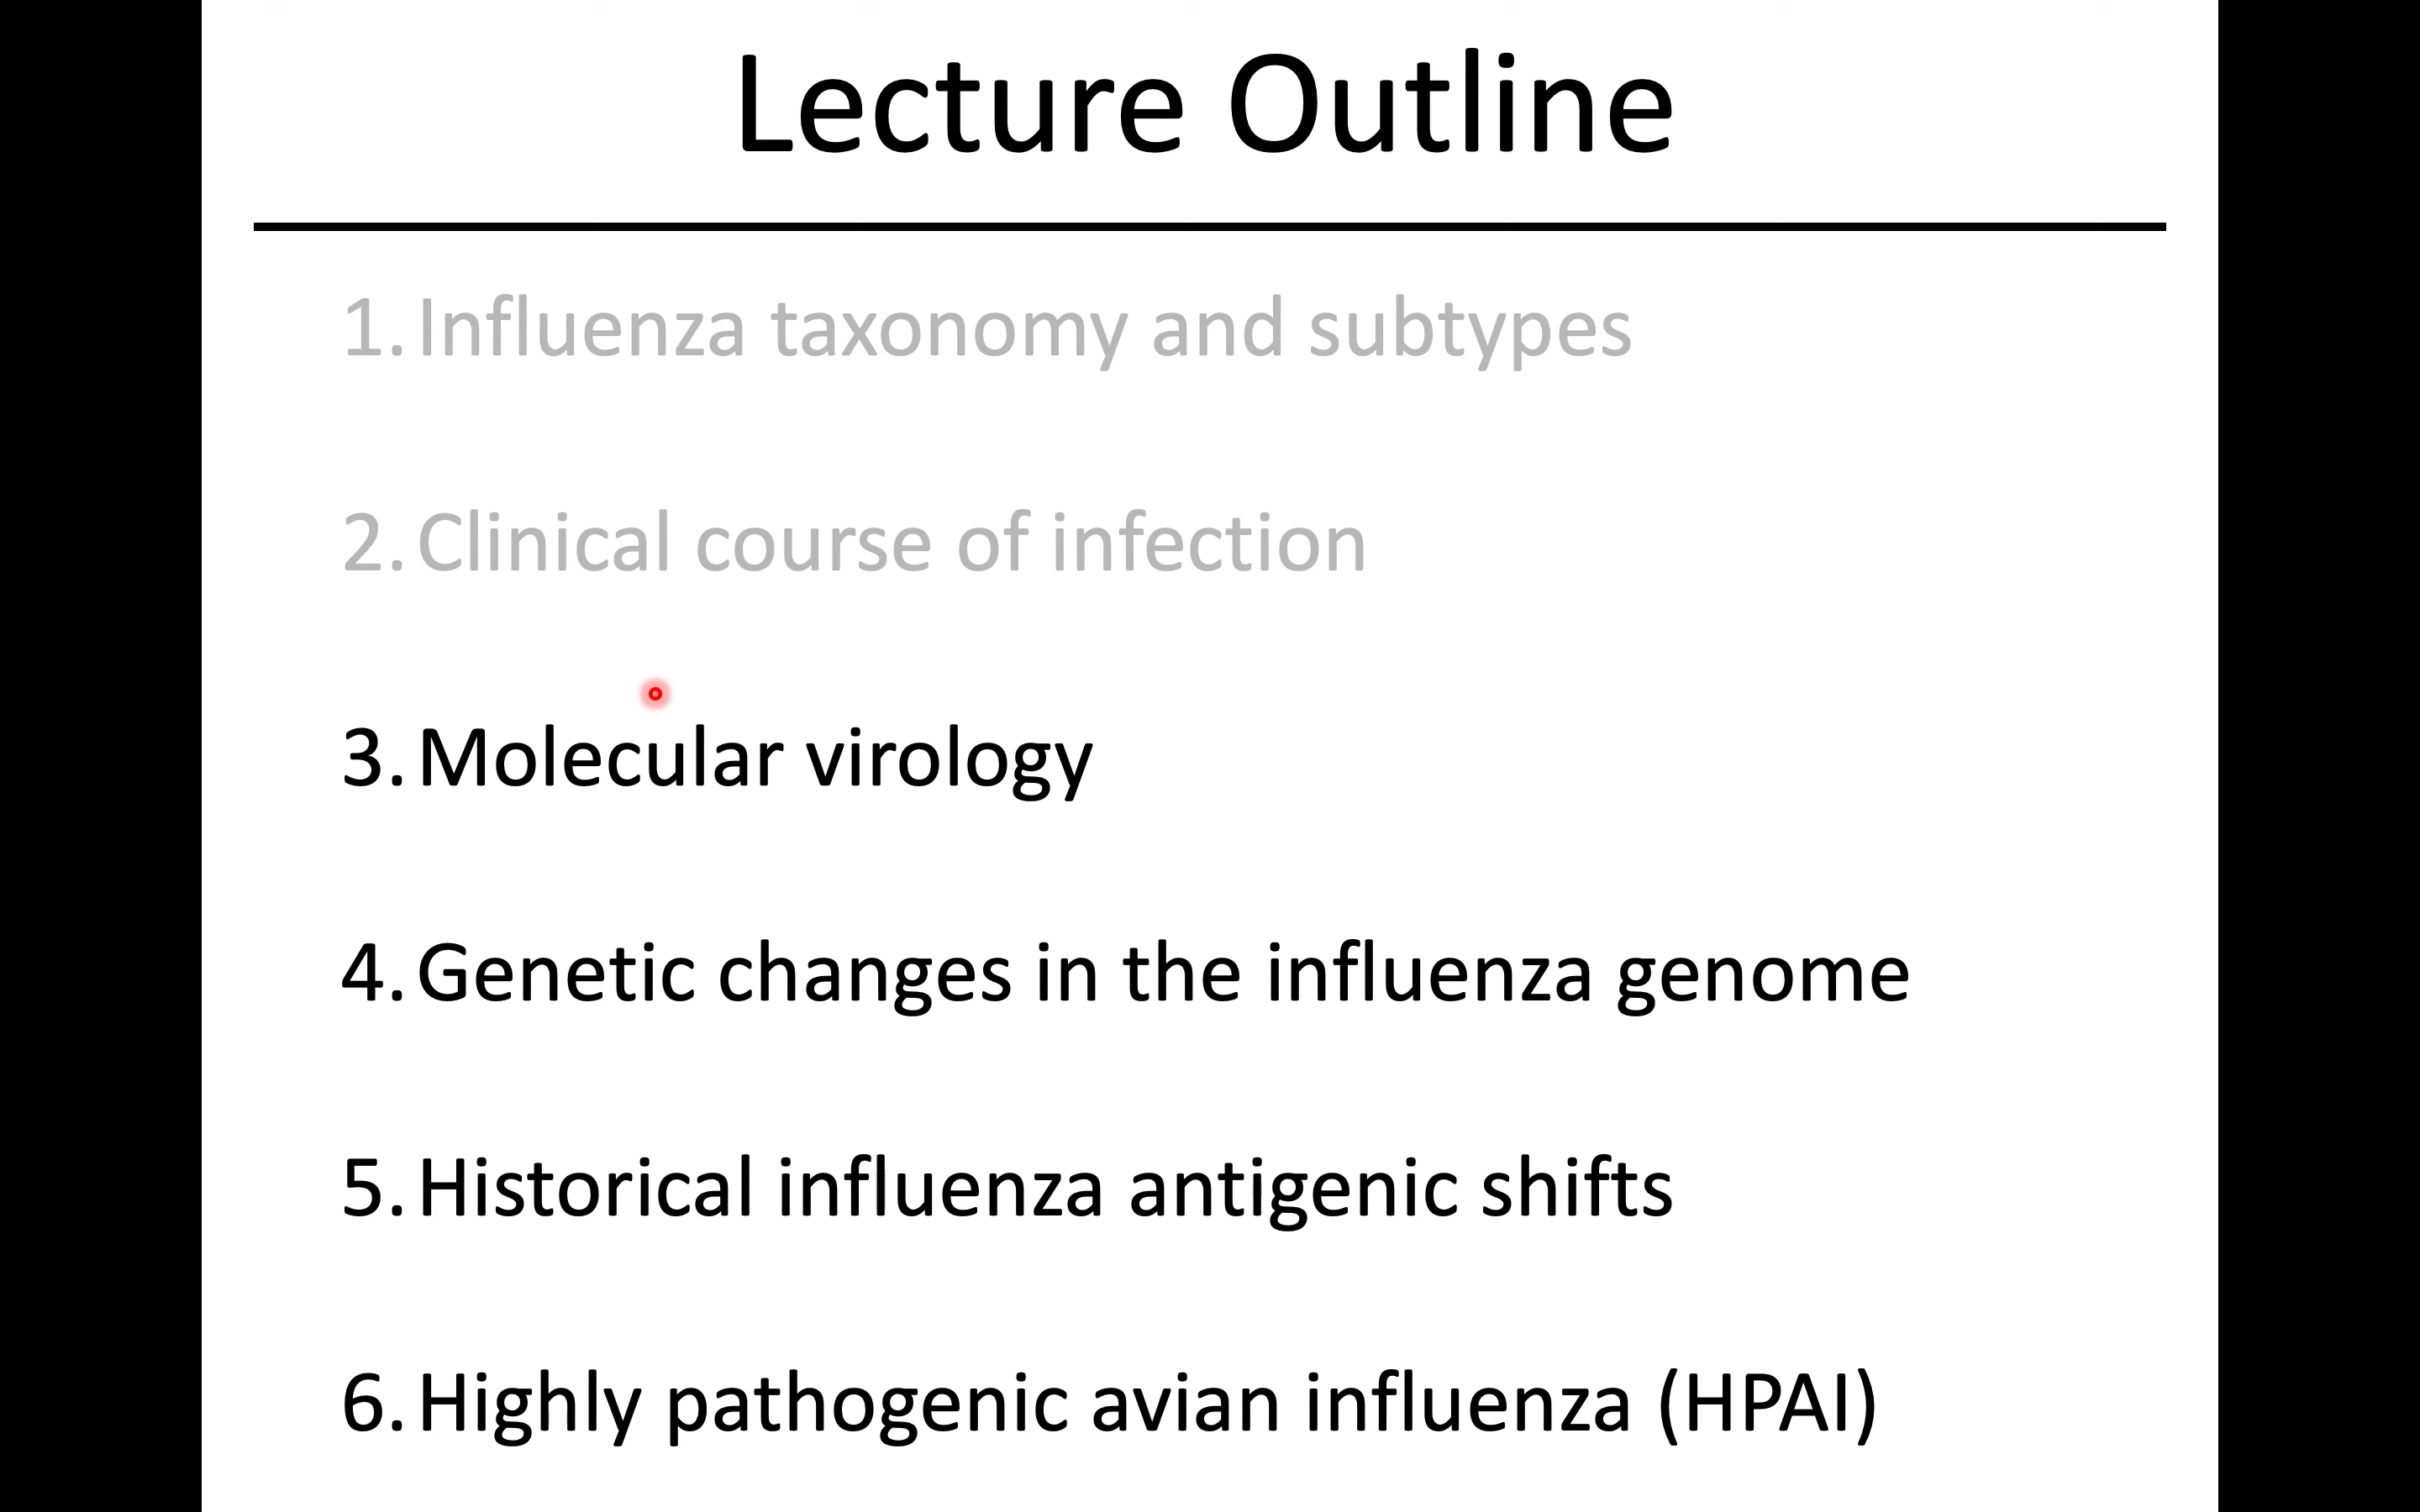 Lecture Outline
1. Influenza taxonomy and subtypes
2. Clinical course of infection
3. Molecular virology
4. Genetic changes in the influenza genome
5. Historical influenza antigenic shifts
6. Highly pathogenic avian influenza (HPAI)